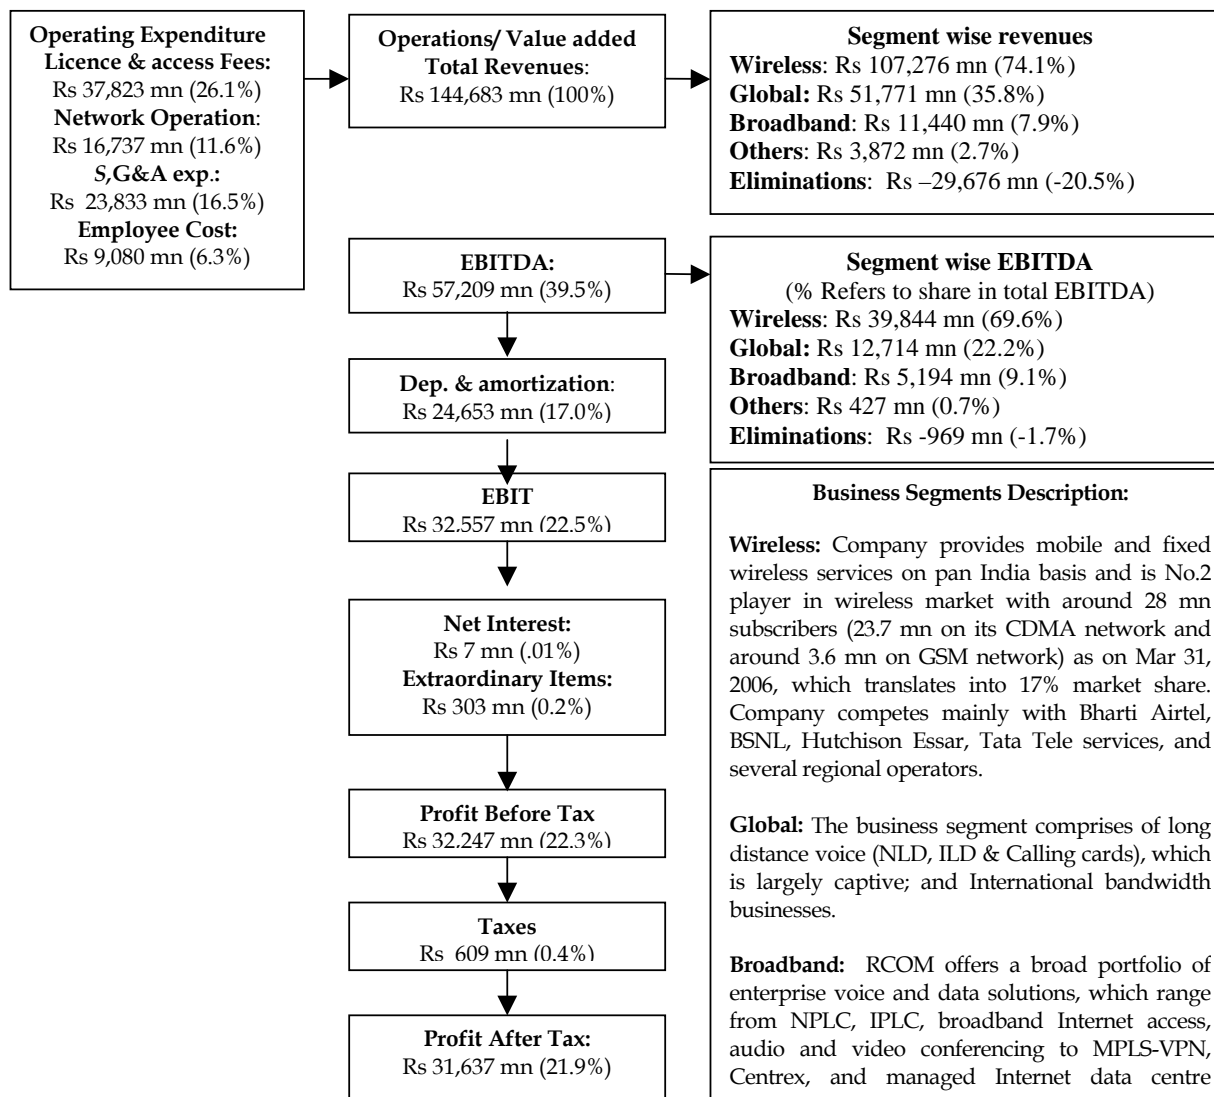 Operating Expenditure
Licence & access Fees:
Rs 37,823 mn (26.1%)
Network Operation:
Rs 16,737 mn (11.6%)
S,G&A exp.:
Rs 23,833 mn (16.5%)
Employee Cost:
Rs 9,080 mn (6.3%)
Operations/ Value added
Total Revenues:
Rs 144,683 mn (100%)
Segment wise revenues
Wireless: Rs 107,276 mn (74.1%)
Global: Rs 51,771 mn (35.8%)
Broadband: Rs 11,440 mn (7.9%)
Others: Rs 3,872 mn (2.7%)
Eliminations: Rs –29,676 mn (-20.5%)
EBITDA:
Rs 57,209 mn (39.5%)
Segment wise EBITDA
(% Refers to share in total EBITDA)
Wireless: Rs 39,844 mn (69.6%)
Global: Rs 12,714 mn (22.2%)
Broadband: Rs 5,194 mn (9.1%)
Others: Rs 427 mn (0.7%)
Eliminations: Rs -969 mn (-1.7%)
Dep. & amortization:
Rs 24,653 mn (17.0%)
EBIT
Rs 32,557 mn (22.5%)
Net Interest:
Rs 7 mn (.01%)
Extraordinary Items:
Rs 303 mn (0.2%)
Profit Before Tax
Rs 32,247 mn (22.3%)
Taxes
Rs 609 mn (0.4%)
Profit After Tax:
Rs 31,637 mn (21.9%)
Business Segments Description:
Wireless: Company provides mobile and fixed
wireless services on pan India basis and is No.2
player in wireless market with around 28 mn
subscribers (23.7 mn on its CDMA network and
around 3.6 mn on GSM network) as on Mar 31,
2006, which translates into 17% market share.
Company competes mainly with Bharti Airtel,
BSNL, Hutchison Essar, Tata Tele services, and
several regional operators.
Global: The business segment comprises of long
distance voice (NLD, ILD & Calling cards), which
is largely captive; and International bandwidth
businesses.
Broadband: RCOM offers a broad portfolio of
enterprise voice and data solutions, which range
from NPLC, IPLC, broadband Internet access,
audio and video conferencing to MPLS-VPN,
Centrex, and managed Internet data centre